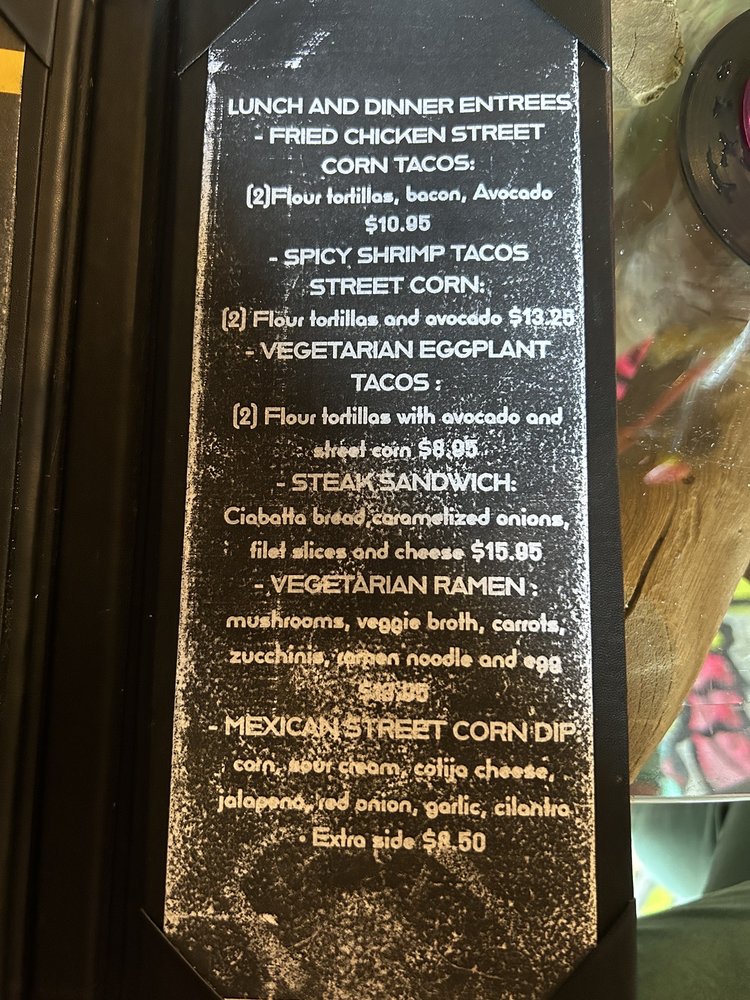 LUNCH AND DINNER ENTREES
- FRIED CHICKEN STREET
CORN TACOS:
(2)Flour tortillas, bacon, Avocado
$10.95
- SPICY SHRIMP TACOS
STREET CORN:
(2) Flour tortillas and avocado $13.25
- VEGETARIAN EGGPLANT
TACOS :
(2) Flour tortillas with avocado and
street corn $8.95
- STEAK SANDWICH:
Ciabatta bread,caramelized onions,
filet slices and cheese $15.95
- VEGETARIAN RAMEN :
mushrooms, veggie broth, carrots,
zucchinis, ramen noodle and egg
- MEXICAN STREET CORN DIP
corn, sour cream, cotija cheese,
jalapeno, red onion, garlic, cilantro
• Extra side $8.50